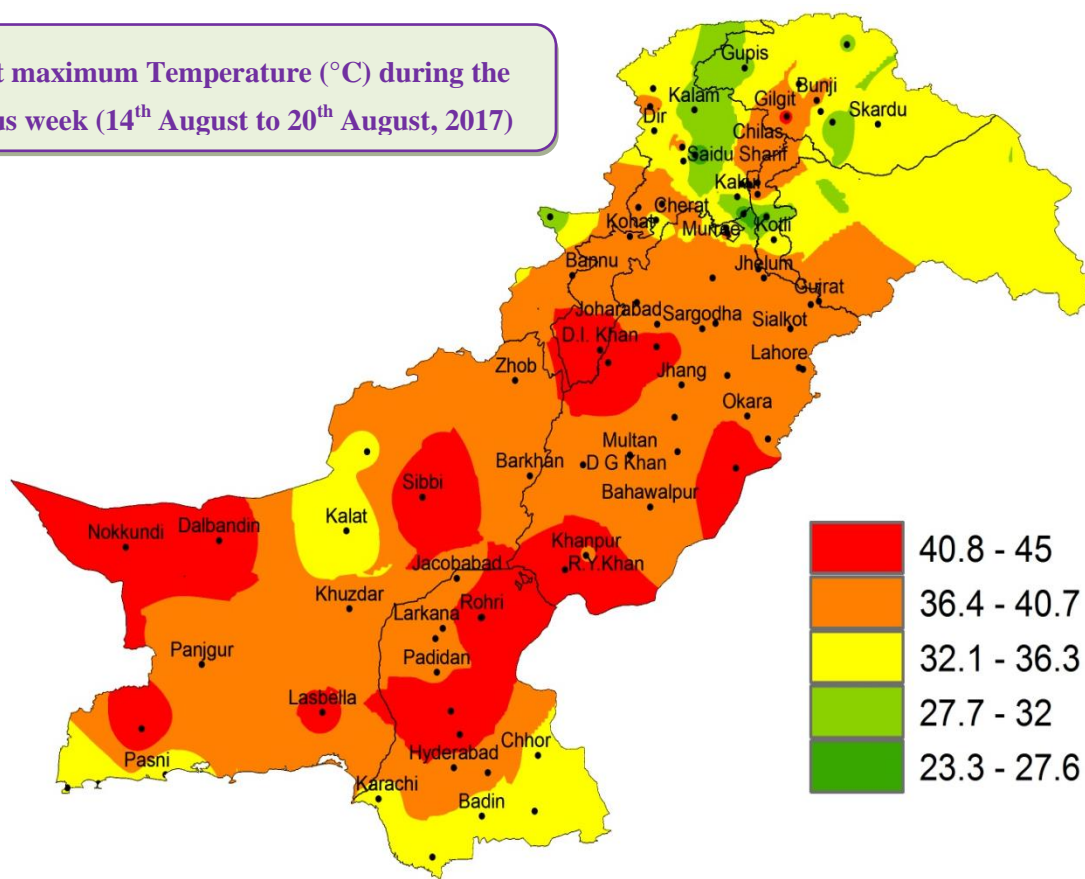 t maximum Temperature (°C) during the
us week (14th August to 20th August, 2017)
Gupis
Bunji
Kalam
Gilgit
Skardu
Dir
Chilas
Saidu Sharif
Kakul
Cherat
Kohat
Murree
Kotli
Bannu
Jhelum
Gujrat
Joharabad
Sargodha
Sialkot
D.I. Khan
Lahore
Zhob
Jhang
Okara
Multan
Barkhan
D G Khan
Sibbi
Bahawalpur
Kalat
Nokkundi
Dalbandin
Khanpur
Jacobabad
R.Y.Khan
Khuzdar
Larkana
Rohri
Panjgur
Padidan
Lasbella
Pasni
Hyderabad
Chhor
Karachi
Badin
40.8 - 45
36.4 - 40.7
32.1 - 36.3
27.7 - 32
23.3 - 27.6